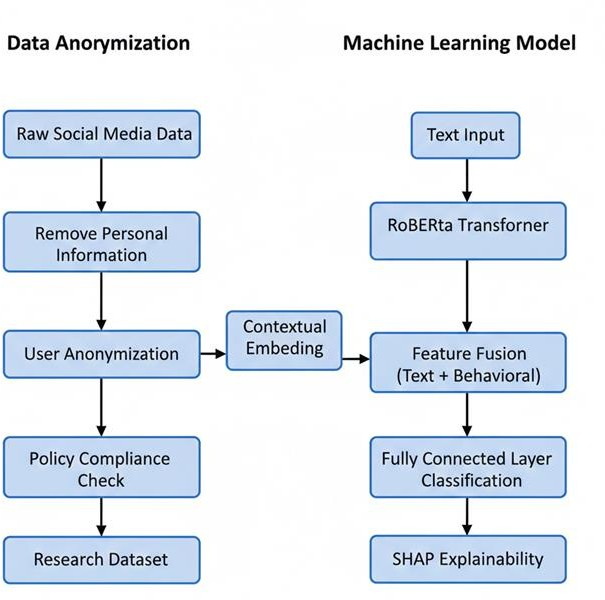 Data Anorymization
Raw Social Media Data
Remove Personal
Information
User Anonymization
Policy Compliance
Check
Research Dataset
Contextual
Embeding
Machine Learning Model
Text Input
RoBERta Transforner
Feature Fusion
(Text + Behavioral)
Fully Connected Layer
Classification
SHAP Explainability